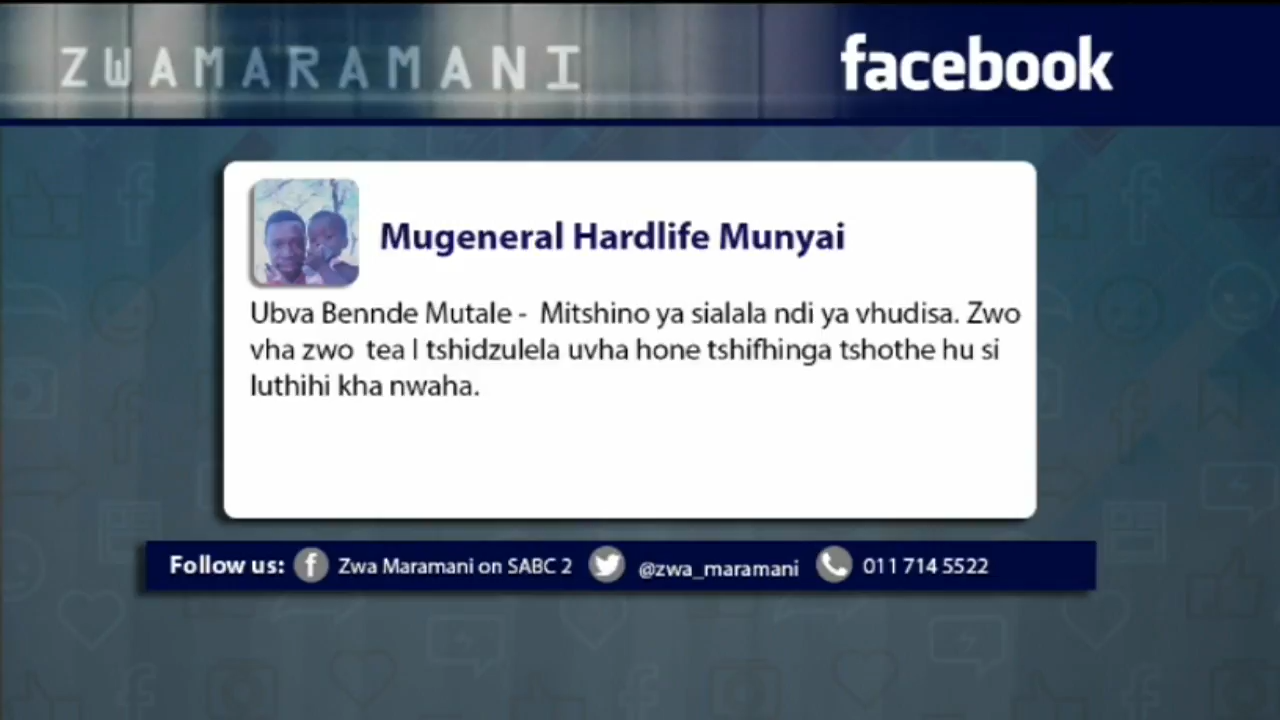 ZWAMARAMANI
facebook
Mugeneral Hardlife Munyai
Ubva Bennde Mutale - Mitshino ya sialala ndi ya vhudisa. Zwo
vha zwo tea I tshidzulela uvha hone tshifhinga tshothe hu si
luthihi kha nwaha.
Follow us: f Zwa Maramani on SABC 2 @zwa_maramani 011 714 5522